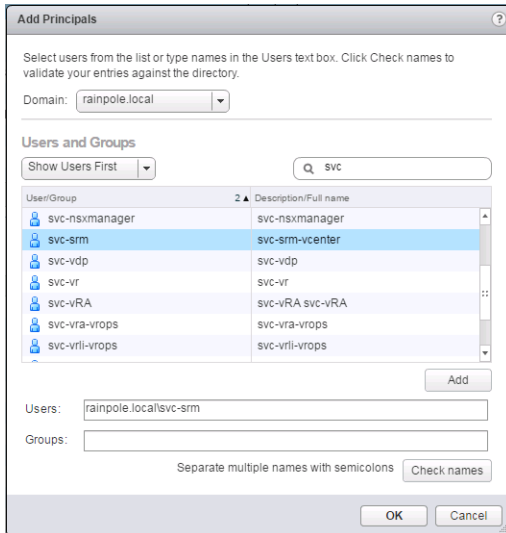 Add Principals
?
Select users from the list or type names in the Users text box. Click Check names to
validate your entries against the directory.
Domain: rainpole.local
Users and Groups
Show Users First svc
User/Group 2 ▲ Description/Full name
svc-nsxmanager svc-nsxmanager
svc-srm svc-srm-vcenter
svc-vdp svc-vdp
svc-vr svc-vr
svc-vRA svc-vRA svc-vRA
svc-vra-vrops svc-vra-vrops
svc-vrli-vrops svc-vrli-vrops
Add
Users: rainpole.local\svc-srm
Groups:
Separate multiple names with semicolons Check names
OK Cancel